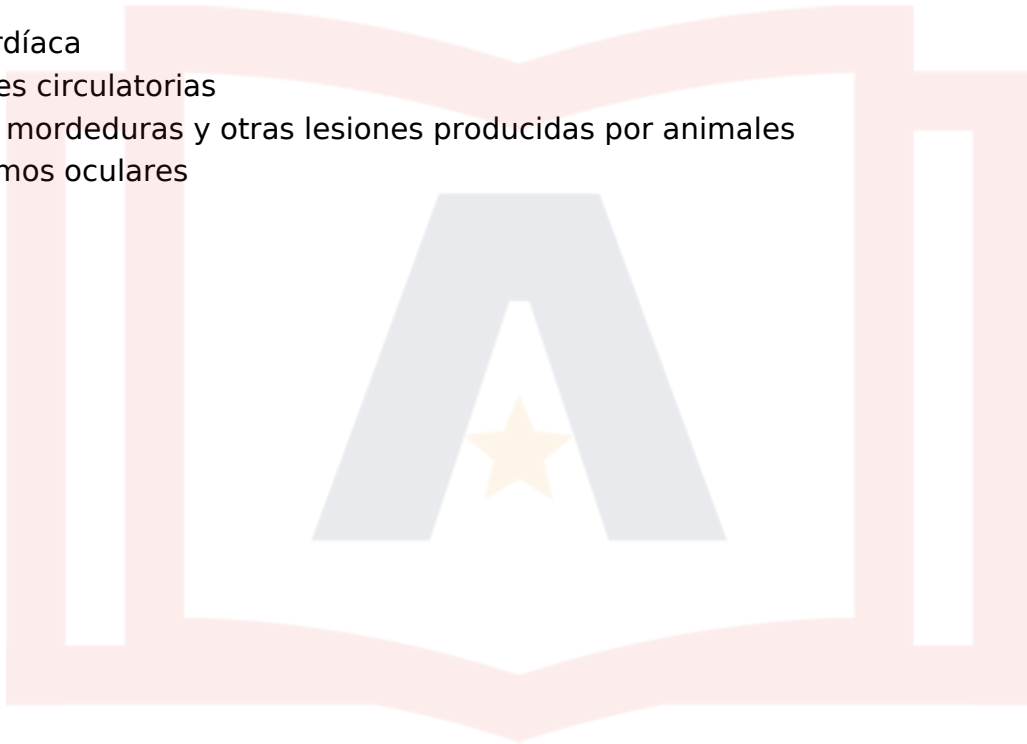 rdíaca
es circulatorias
mordeduras y otras lesiones producidas por animales
mos oculares